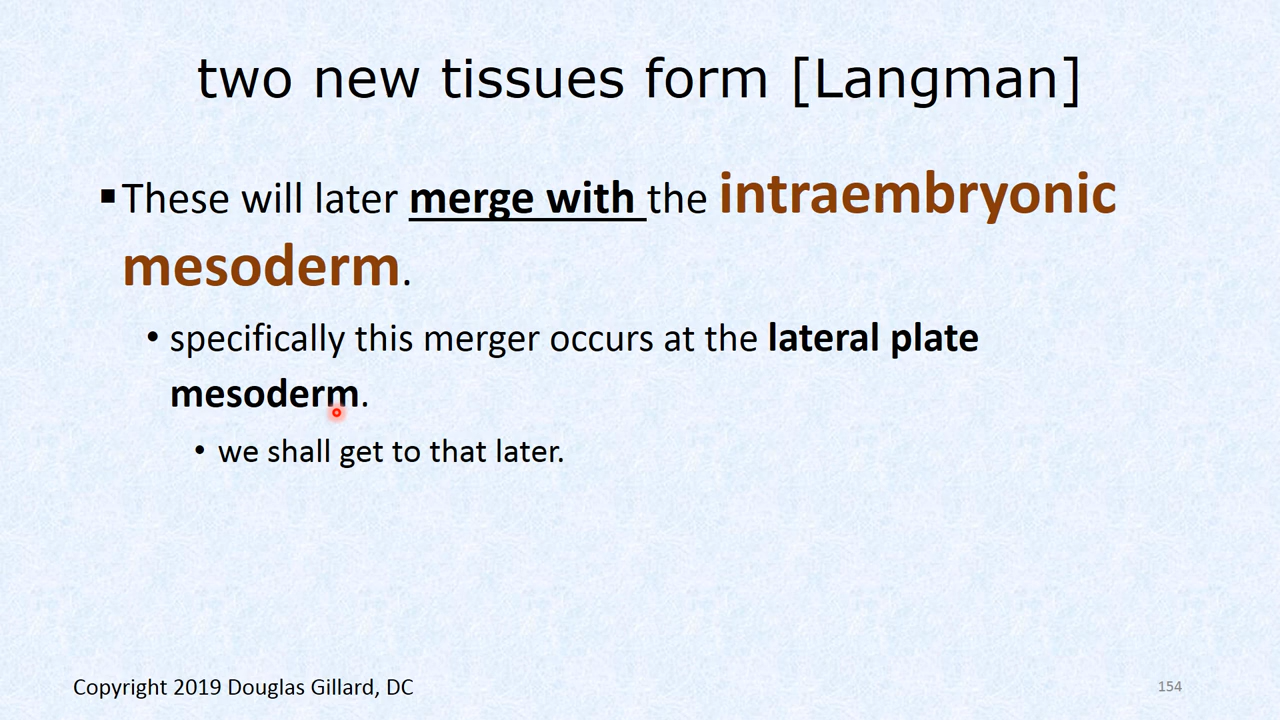 two new tissues form [Langman]
▪These will later merge with the intraembryonic
mesoderm.
• specifically this merger occurs at the lateral plate
mesoderm.
• we shall get to that later.
Copyright 2019 Douglas Gillard, DC
154